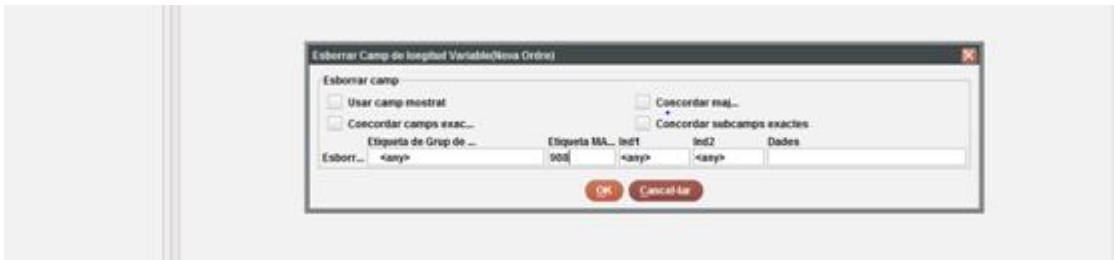 Esborrar Camp de longitud Variable(Nova Ordre)
Esborrar camp
Usar camp mostrat
Concordar maj...
Concordar camps exac...
Concordar subcamps exactes
Etiqueta de Grup de ... Etiqueta MA... Ind1 Ind2 Dades
Esborr... <any> 988 <any> <any>
OK Cancel·lar